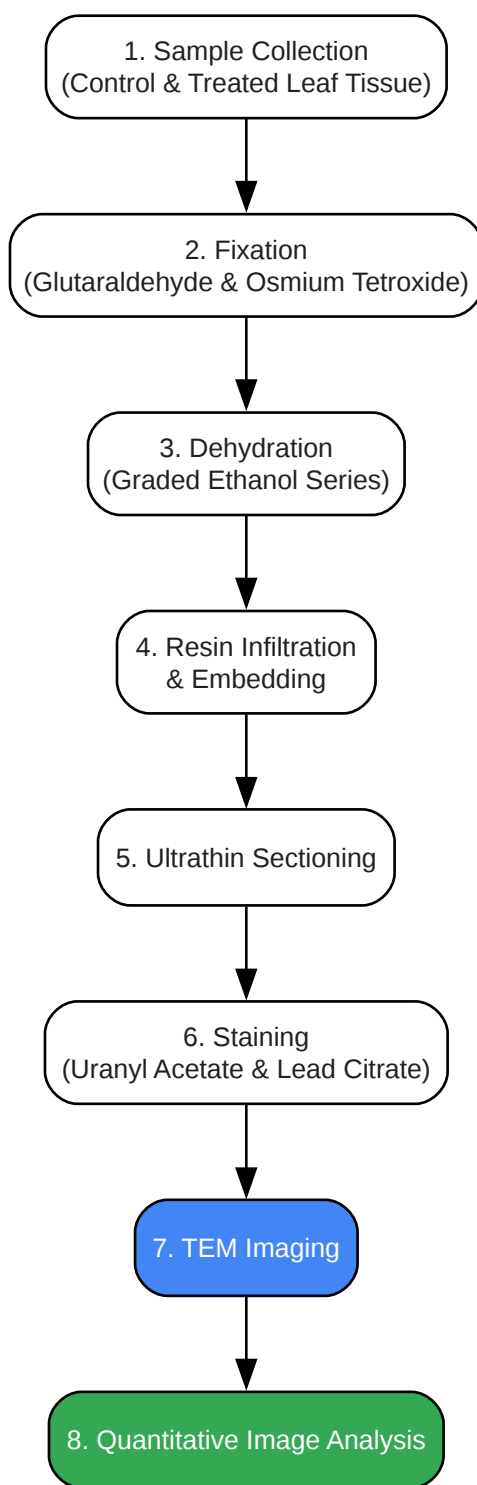 1. Sample Collection
(Control & Treated Leaf Tissue)
2. Fixation
(Glutaraldehyde & Osmium Tetroxide)
3. Dehydration
(Graded Ethanol Series)
4. Resin Infiltration
& Embedding
5. Ultrathin Sectioning
6. Staining
(Uranyl Acetate & Lead Citrate)
7. TEM Imaging
8. Quantitative Image Analysis